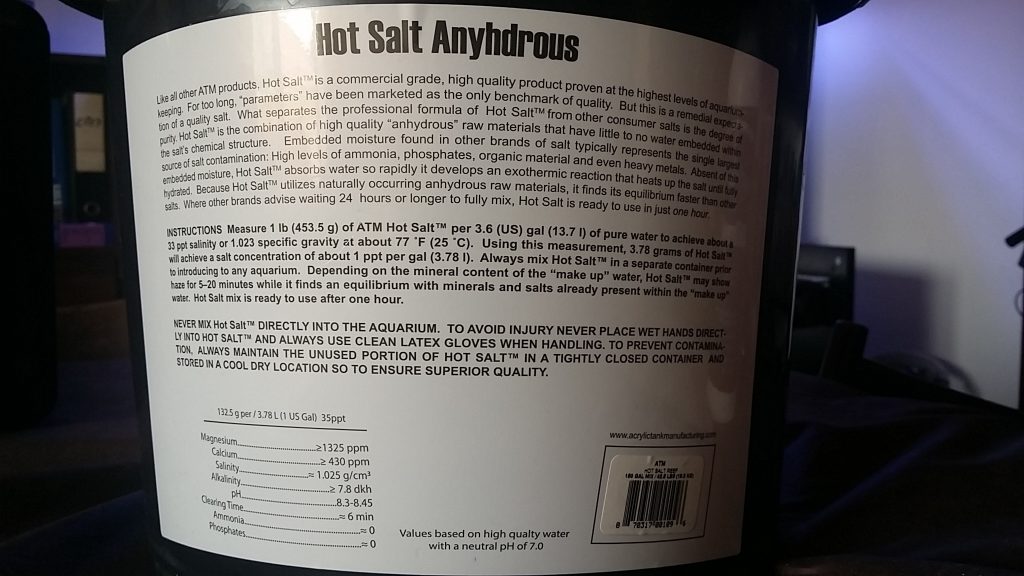 Hot Salt Anyhdrous
Like all other ATM products, Hot Salt™ is a commercial grade, high quality product proven at the highest levels of aquarium-
keeping. For too long, "parameters" have been marketed as the only benchmark of quality. But this is a remedial expecta-
tion of a quality salt. What separates the professional formula of Hot Salt™ from other consumer salts is the degree of
purity. Hot Salt™ is the combination of high quality "anhydrous" raw materials that have little to no water embedded within
the salt's chemical structure. Embedded moisture found in other brands of salt typically represents the single largest
source of salt contamination: High levels of ammonia, phosphates, organic material and even heavy metals. Absent of this
embedded moisture, Hot Salt™ absorbs water so rapidly it develops an exothermic reaction that heats up the salt until fully
hydrated. Because Hot Salt™ utilizes naturally occurring anhydrous raw materials, it finds its equilibrium faster than other
salts. Where other brands advise waiting 24 hours or longer to fully mix, Hot Salt is ready to use in just one hour.
INSTRUCTIONS Measure 1 lb (453.5 g) of ATM Hot Salt™ per 3.6 (US) gal (13.7 l) of pure water to achieve about a
33 ppt salinity or 1.023 specific gravity at about 77 ˚F (25 ˚C). Using this measurement, 3.78 grams of Hot Salt™
will achieve a salt concentration of about 1 ppt per gal (3.78 l). Always mix Hot Salt™ in a separate container prior
to introducing to any aquarium. Depending on the mineral content of the "make up" water, Hot Salt™ may show
haze for 5–20 minutes while it finds an equilibrium with minerals and salts already present within the "make up"
water. Hot Salt mix is ready to use after one hour.
NEVER MIX Hot Salt™ DIRECTLY INTO THE AQUARIUM. TO AVOID INJURY NEVER PLACE WET HANDS DIRECT-
LY INTO HOT SALT™ AND ALWAYS USE CLEAN LATEX GLOVES WHEN HANDLING. TO PREVENT CONTAMINA-
TION, ALWAYS MAINTAIN THE UNUSED PORTION OF HOT SALT™ IN A TIGHTLY CLOSED CONTAINER AND
STORED IN A COOL DRY LOCATION SO TO ENSURE SUPERIOR QUALITY.
132.5 g per / 3.78 L (1 US Gal) 35ppt
Magnesium..........≥1325 ppm
Calcium..........≥ 430 ppm
Salinity..........≈ 1.025 g/cm³
Alkalinity..........≥ 7.8 dkh
pH..........8.3-8.45
Clearing Time..........≈ 6 min
Ammonia..........≈ 0
Phosphates..........≈ 0
Values based on high qualty water
with a neutral pH of 7.0
www.acrylictankmanufacturing.com
ATM
HOT SALT REEF